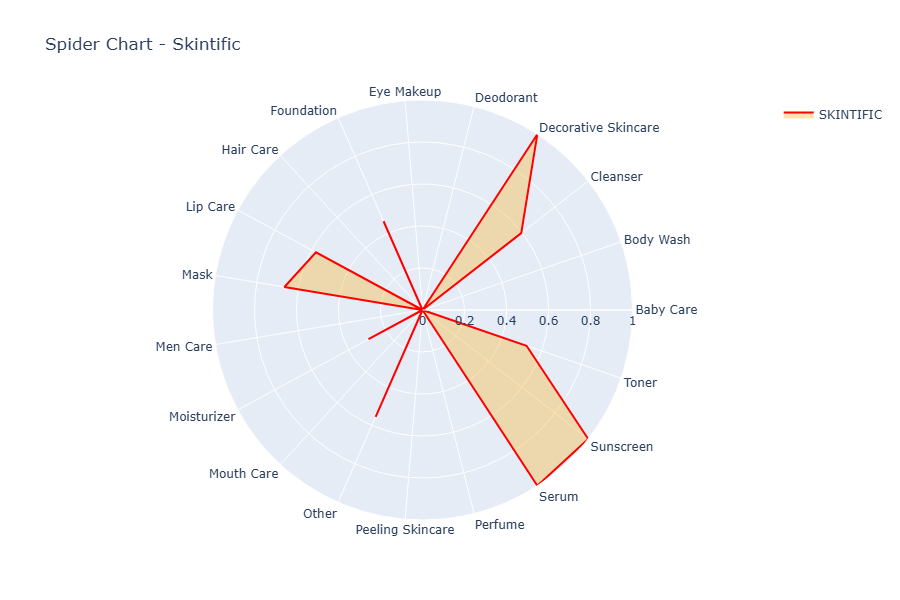 Spider Chart - Skintific
SKINTIFIC
Eye Makeup
Deodorant
Foundation
Decorative Skincare
Hair Care
Cleanser
Lip Care
Body Wash
Mask
Baby Care
0 0.2 0.4 0.6 0.8 1
Men Care
Toner
Moisturizer
Sunscreen
Mouth Care
Serum
Other
Perfume
Peeling Skincare